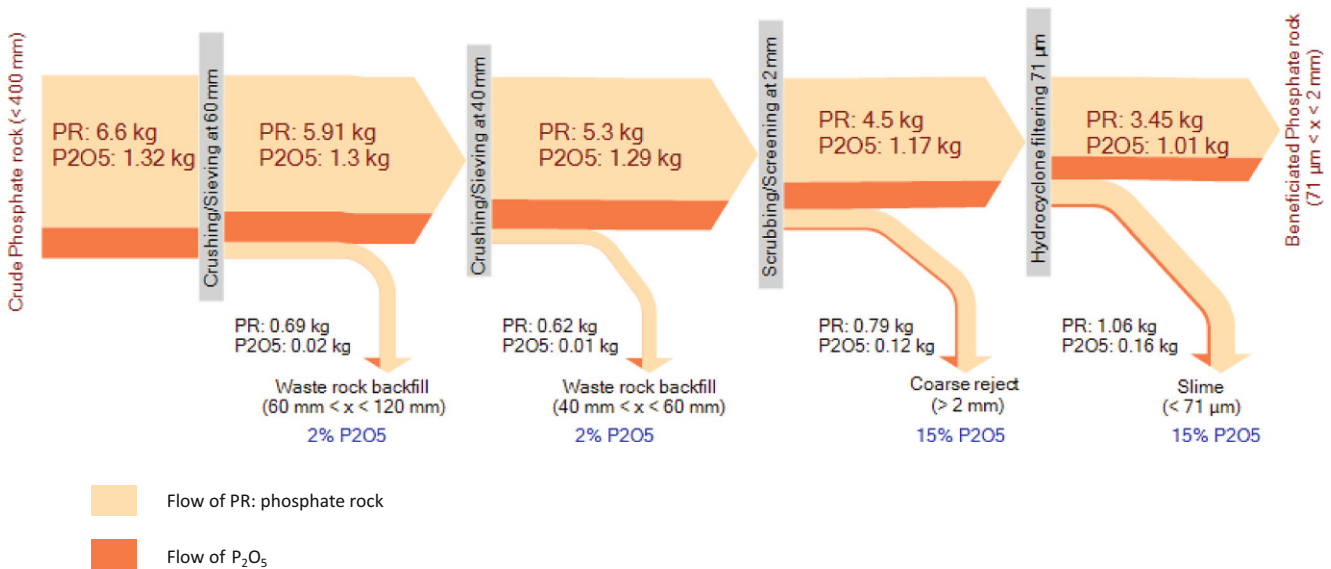 Crude Phosphate rock (< 400 mm)
PR: 6.6 kg
P2O5: 1.32 kg
Crushing/Sieving at 60 mm
PR: 5.91 kg
P2O5: 1.3 kg
Crushing/Sieving at 40 mm
PR: 5.3 kg
P2O5: 1.29 kg
Scrubbing/Screening at 2 mm
PR: 4.5 kg
P2O5: 1.17 kg
Hydrocyclone filtering 71 µm
PR: 3.45 kg
P2O5: 1.01 kg
Beneficiated Phosphate rock
(71 µm < x < 2 mm)
PR: 0.69 kg
P2O5: 0.02 kg
Waste rock backfill
(60 mm < x < 120 mm)
2% P2O5
PR: 0.62 kg
P2O5: 0.01 kg
Waste rock backfill
(40 mm < x < 60 mm)
2% P2O5
PR: 0.79 kg
P2O5: 0.12 kg
Coarse reject
(> 2 mm)
15% P2O5
PR: 1.06 kg
P2O5: 0.16 kg
Slime
(< 71 µm)
15% P2O5
Flow of PR: phosphate rock
Flow of P₂O₅